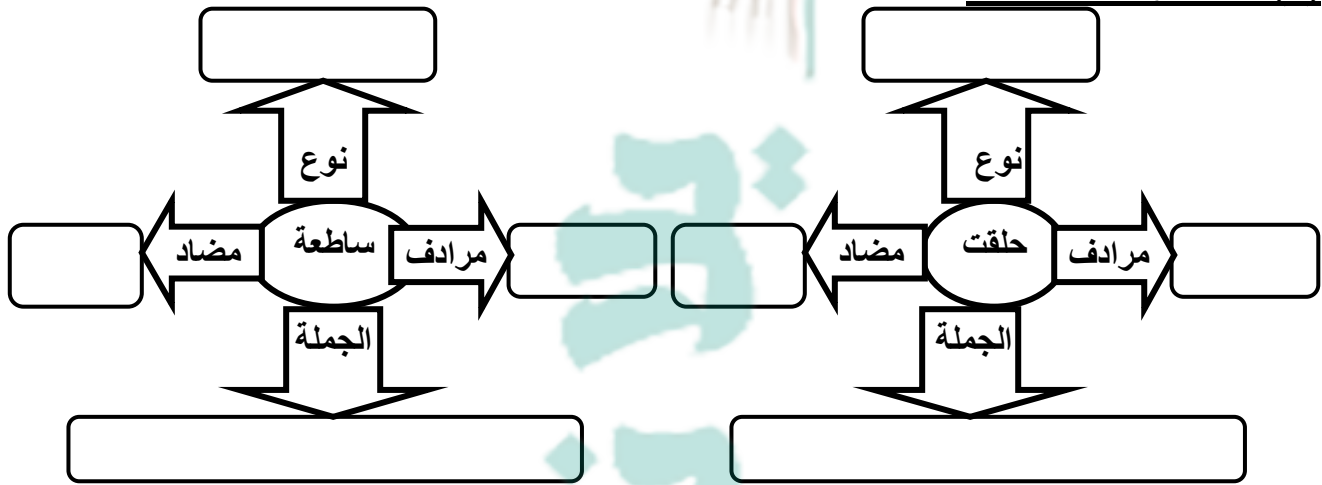 نوع
مرادف
حلقت
مضاد
الجملة
نوع
مرادف
ساطعة
مضاد
الجملة